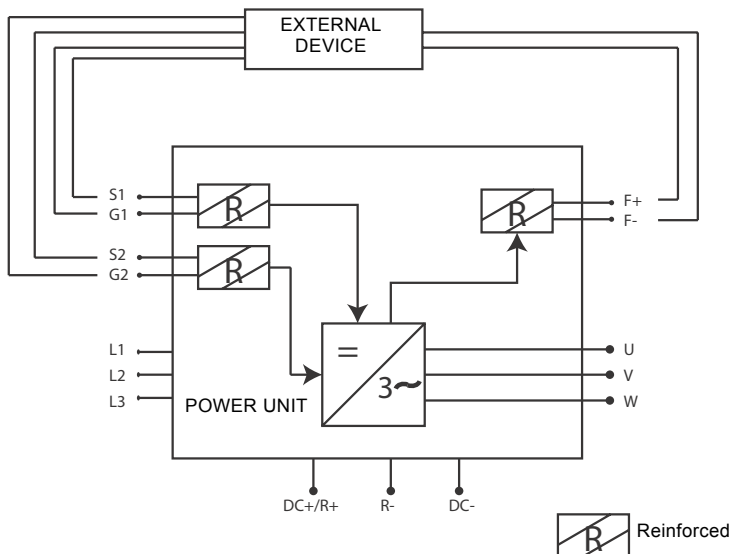 EXTERNAL
DEVICE
S1
G1
S2
G2
R
R
R
F+
F-
L1
L2
L3
=
3~
POWER UNIT
U
V
W
DC+/R+
R-
DC-
R
Reinforced